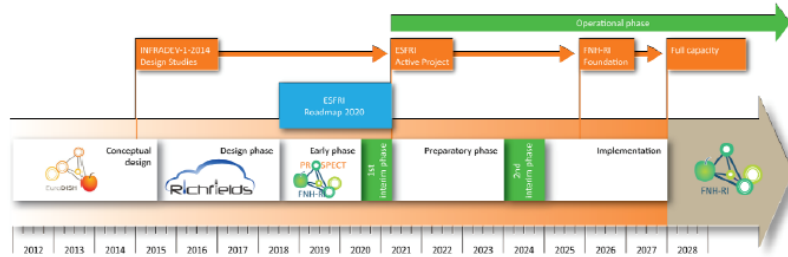 Operational phase
INFRADEV-1-2014
Design Studies
ESFRI
Active Project
FNH-RI
Foundation
Full capacity
ESFRI
Roadmap 2020
Conceptual
design
Design phase
Early phase
1st
interim phase
Preparatory phase
2nd
interim phase
Implementation
EuroDISH
Richfields
PROSPECT
FNH-RI
FNH-RI
2012 2013 2014 2015 2016 2017 2018 2019 2020 2021 2022 2023 2024 2025 2026 2027 2028